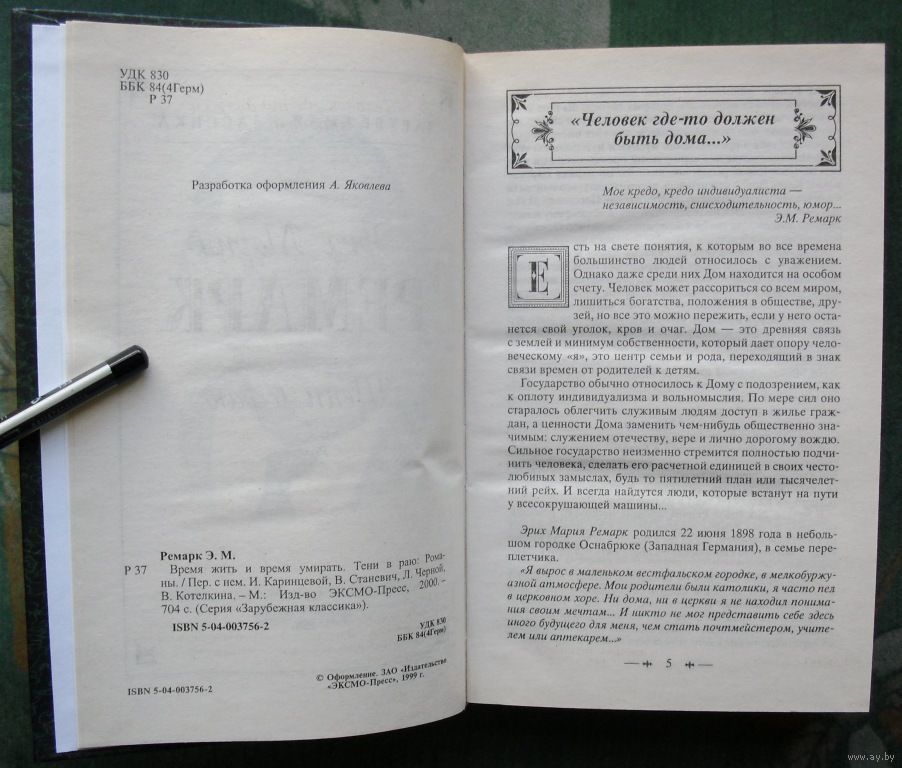 УДК 830
ББК 84(4Герм)
Р 37
Разработка оформления А. Яковлева
Ремарк Э. М.
Р 37 Время жить и время умирать. Тени в раю: Рома-
ны. / Пер. с нем. И. Каринцевой, В. Станевич, Л. Черной,
В. Котелкина. – М.: Изд-во ЭКСМО-Пресс, 2000. –
704 с. (Серия «Зарубежная классика»).
ISBN 5-04-003756-2
УДК 830
ББК 84(4Герм)
© Оформление. ЗАО «Издательство
«ЭКСМО-Пресс», 1999 г.
ISBN 5-04-003756-2
«Человек где-то должен
быть дома...»
Мое кредо, кредо индивидуалиста —
независимость, снисходительность, юмор...
Э.М. Ремарк
Есть на свете понятия, к которым во все времена
большинство людей относилось с уважением.
Однако даже среди них Дом находится на особом
счету. Человек может рассориться со всем миром,
лишиться богатства, положения в обществе, дру-
зей, но все это можно пережить, если у него оста-
нется свой уголок, кров и очаг. Дом — это древняя связь
с землей и минимум собственности, который дает опору чело-
веческому «я», это центр семьи и рода, переходящий в знак
связи времен от родителей к детям.
Государство обычно относилось к Дому с подозрением, как
к оплоту индивидуализма и вольномыслия. По мере сил оно
старалось облегчить служивым людям доступ в жилье граж-
дан, а ценности Дома заменить чем-нибудь общественно зна-
чимым: служением отечеству, вере и лично дорогому вождю.
Сильное государство неизменно стремится полностью подчи-
нить человека, сделать его расчетной единицей в своих често-
любивых замыслах, будь то пятилетний план или тысячелет-
ний рейх. И всегда найдутся люди, которые встанут на пути
у всесокрушающей машины...
Эрих Мария Ремарк родился 22 июня 1898 года в неболь-
шом городке Оснабрюке (Западная Германия), в семье пере-
плетчика.
«Я вырос в маленьком вестфальском городке, в мелкобуржу-
азной атмосфере. Мои родители были католики, я часто пел
в церковном хоре. Ни дома, ни в церкви я не находил понима-
ния своим мечтам... И никто не мог представить себе здесь
иного будущего для меня, чем стать почтмейстером, учите-
лем или аптекарем...»
5
www.ay.by